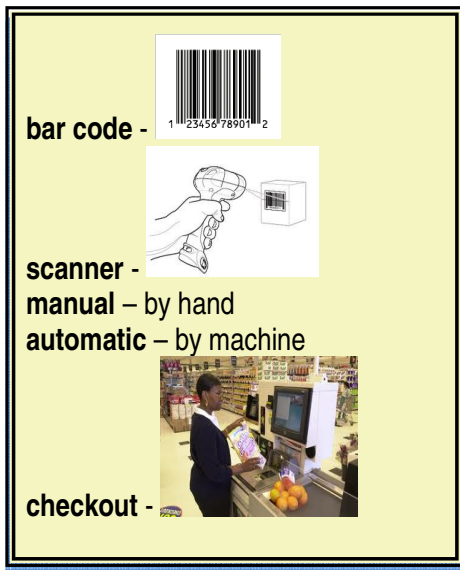 1 23456 78901 2
bar code -
scanner -
manual – by hand
automatic – by machine
checkout -